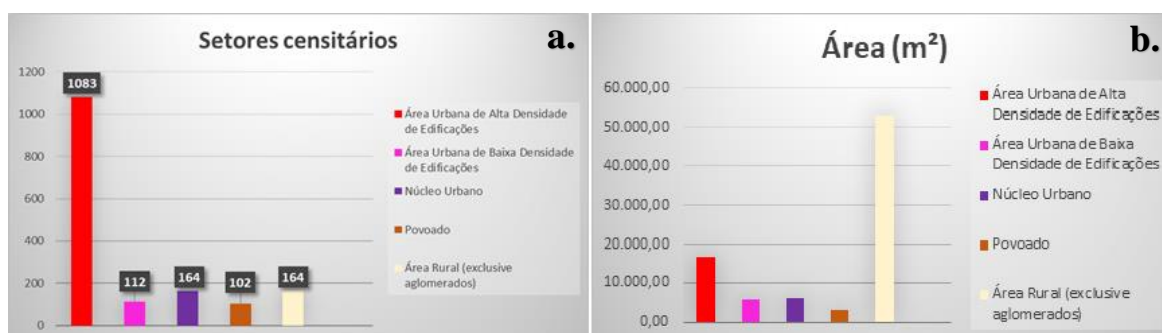 Setores censitários
a.
1200
1000
800
600
400
200
0
1083
112
164
102
164
Área Urbana de Alta Densidade
de Edificações
Área Urbana de Baixa Densidade
de Edificações
Núcleo Urbano
Povoado
Área Rural (exclusive
aglomerados)
Área (m²)
b.
60.000,00
50.000,00
40.000,00
30.000,00
20.000,00
10.000,00
0,00
Área Urbana de Alta
Densidade de Edificações
Área Urbana de Baixa
Densidade de Edificações
Núcleo Urbano
Povoado
Área Rural (exclusive
aglomerados)